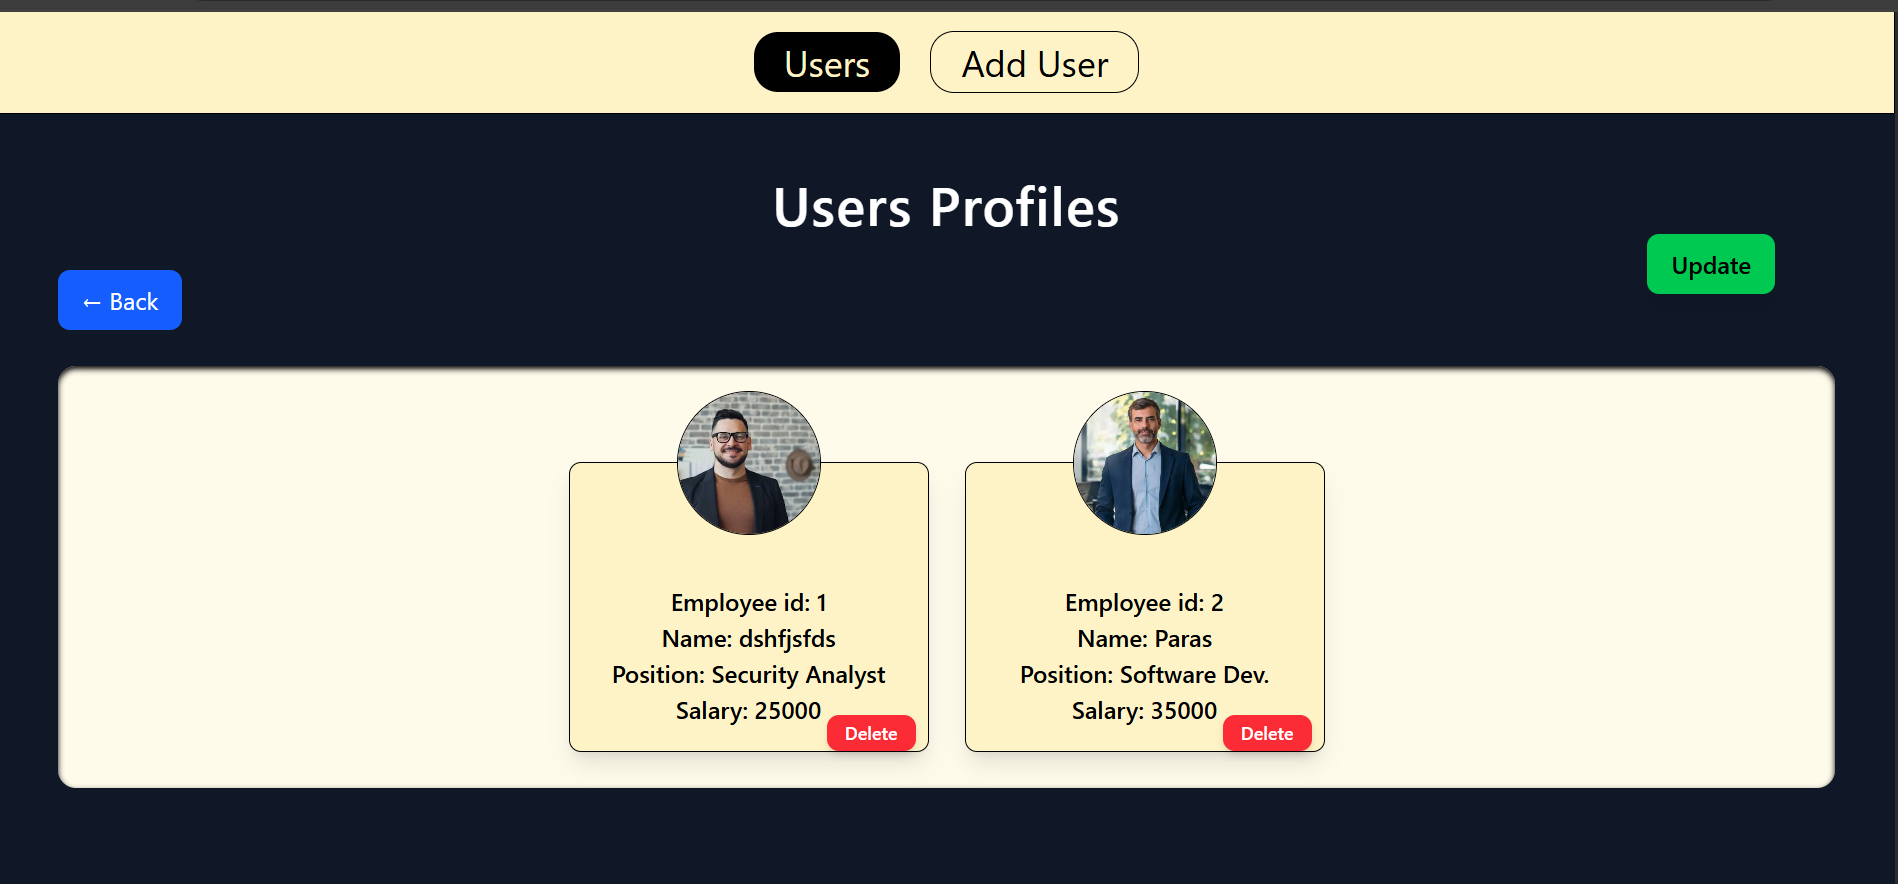 Users
Add User
Users Profiles
Update
← Back
Employee id: 1
Name: dshfjsfds
Position: Security Analyst
Salary: 25000
Delete
Employee id: 2
Name: Paras
Position: Software Dev.
Salary: 35000
Delete